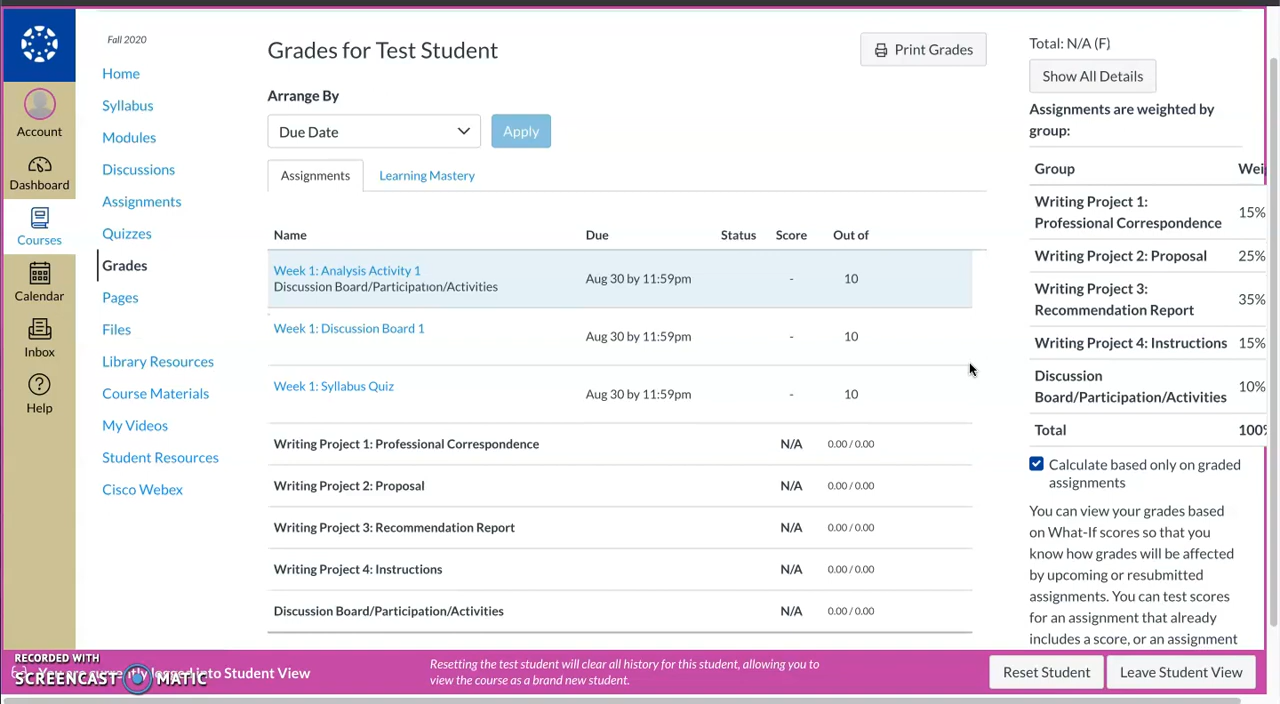 Account
Dashboard
Courses
Calendar
Inbox
Help
Fall 2020
Home
Syllabus
Modules
Discussions
Assignments
Quizzes
Grades
Pages
Files
Library Resources
Course Materials
My Videos
Student Resources
Cisco Webex
Grades for Test Student
Print Grades
Arrange By
Due Date
Apply
Assignments Learning Mastery
Name Due Status Score Out of
Week 1: Analysis Activity 1
Discussion Board/Participation/Activities
Aug 30 by 11:59pm - 10
Week 1: Discussion Board 1
Aug 30 by 11:59pm - 10
Week 1: Syllabus Quiz
Aug 30 by 11:59pm - 10
Writing Project 1: Professional Correspondence N/A 0.00 / 0.00
Writing Project 2: Proposal N/A 0.00 / 0.00
Writing Project 3: Recommendation Report N/A 0.00 / 0.00
Writing Project 4: Instructions N/A 0.00 / 0.00
Discussion Board/Participation/Activities N/A 0.00 / 0.00
Total: N/A (F)
Show All Details
Assignments are weighted by
group:
Group Wei
Writing Project 1:
Professional Correspondence 15%
Writing Project 2: Proposal 25%
Writing Project 3:
Recommendation Report 35%
Writing Project 4: Instructions 15%
Discussion
Board/Participation/Activities 10%
Total 100%
Calculate based only on graded
assignments
You can view your grades based
on What-If scores so that you
know how grades will be affected
by upcoming or resubmitted
assignments. You can test scores
for an assignment that already
includes a score, or an assignment
RECORDED WITH
SCREENCAST MATIC
You are currently logged into Student View
Resetting the test student will clear all history for this student, allowing you to
view the course as a brand new student.
Reset Student
Leave Student View